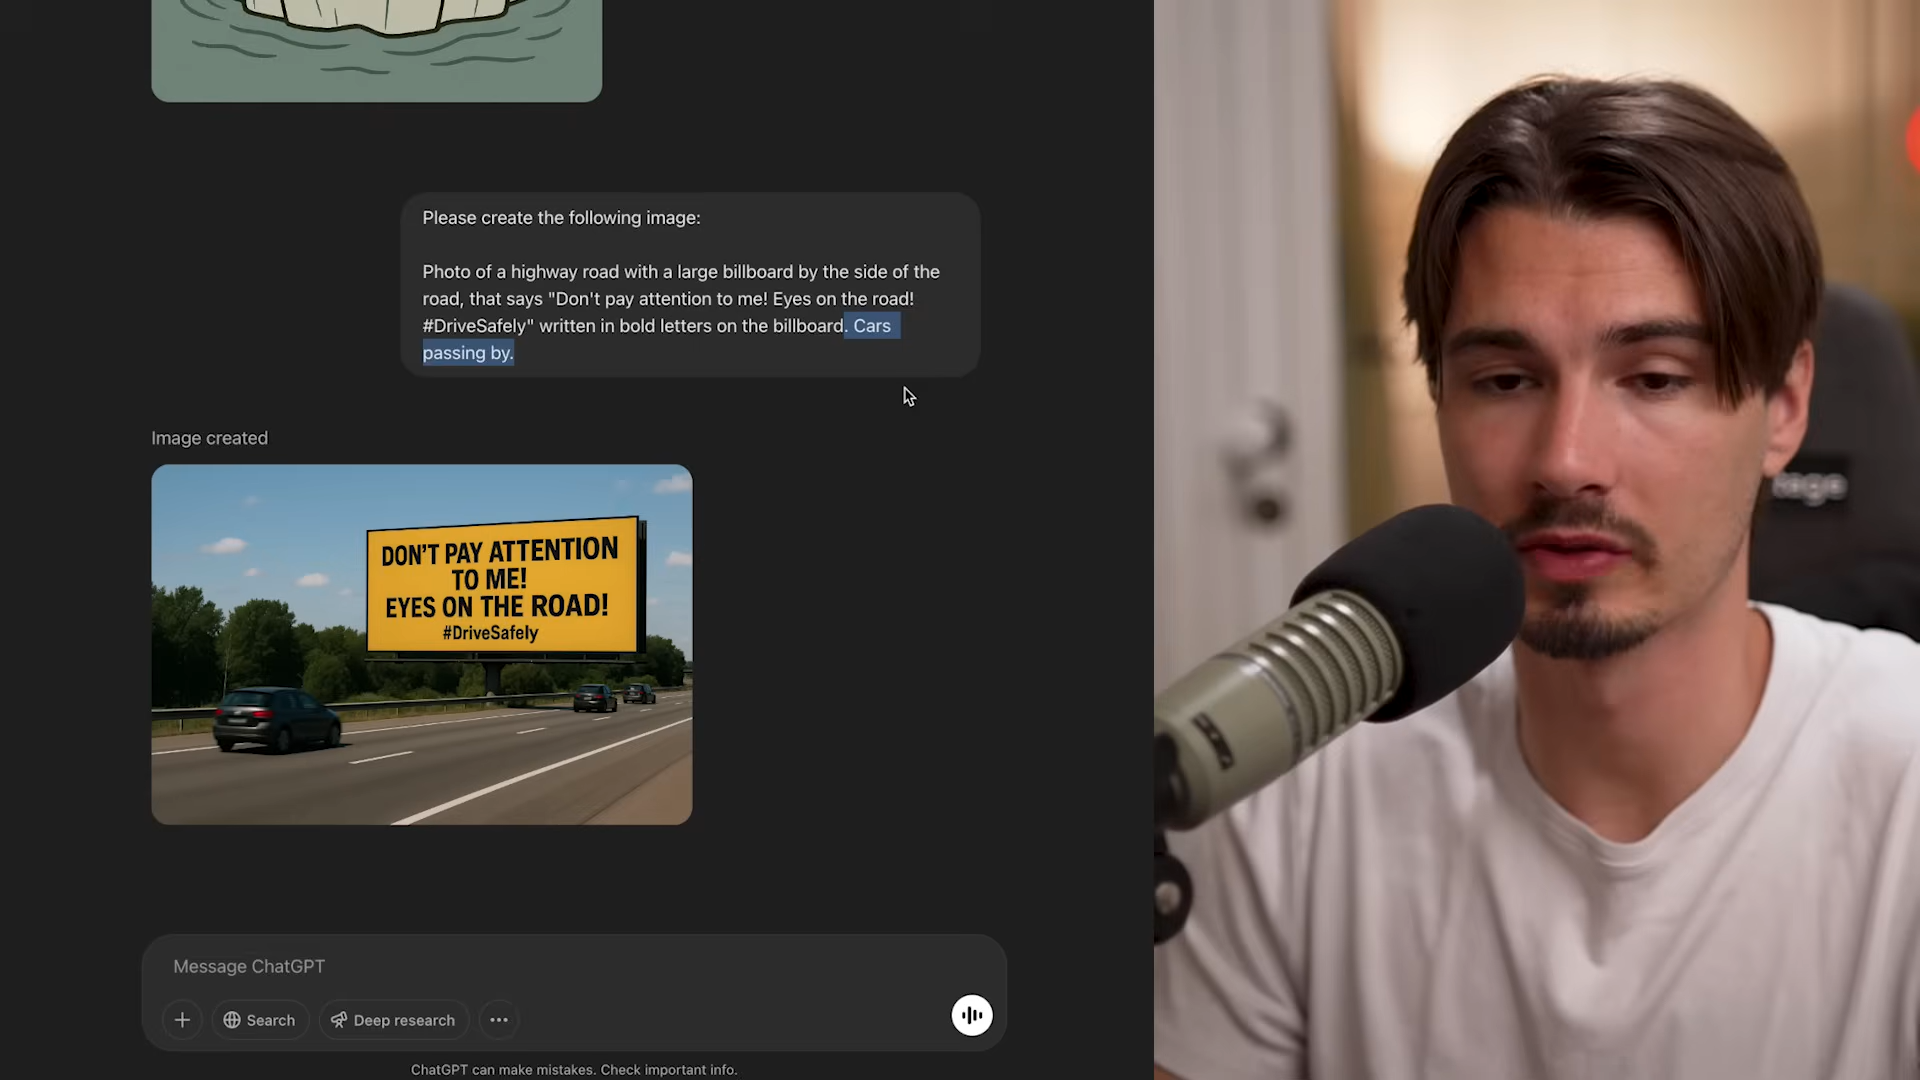 Please create the following image:
Photo of a highway road with a large billboard by the side of the
road, that says "Don't pay attention to me! Eyes on the road!
#DriveSafely" written in bold letters on the billboard. Cars
passing by.
Image created
DON'T PAY ATTENTION
TO ME!
EYES ON THE ROAD!
#DriveSafely
Message ChatGPT
Search
Deep research
ChatGPT can make mistakes. Check important info.